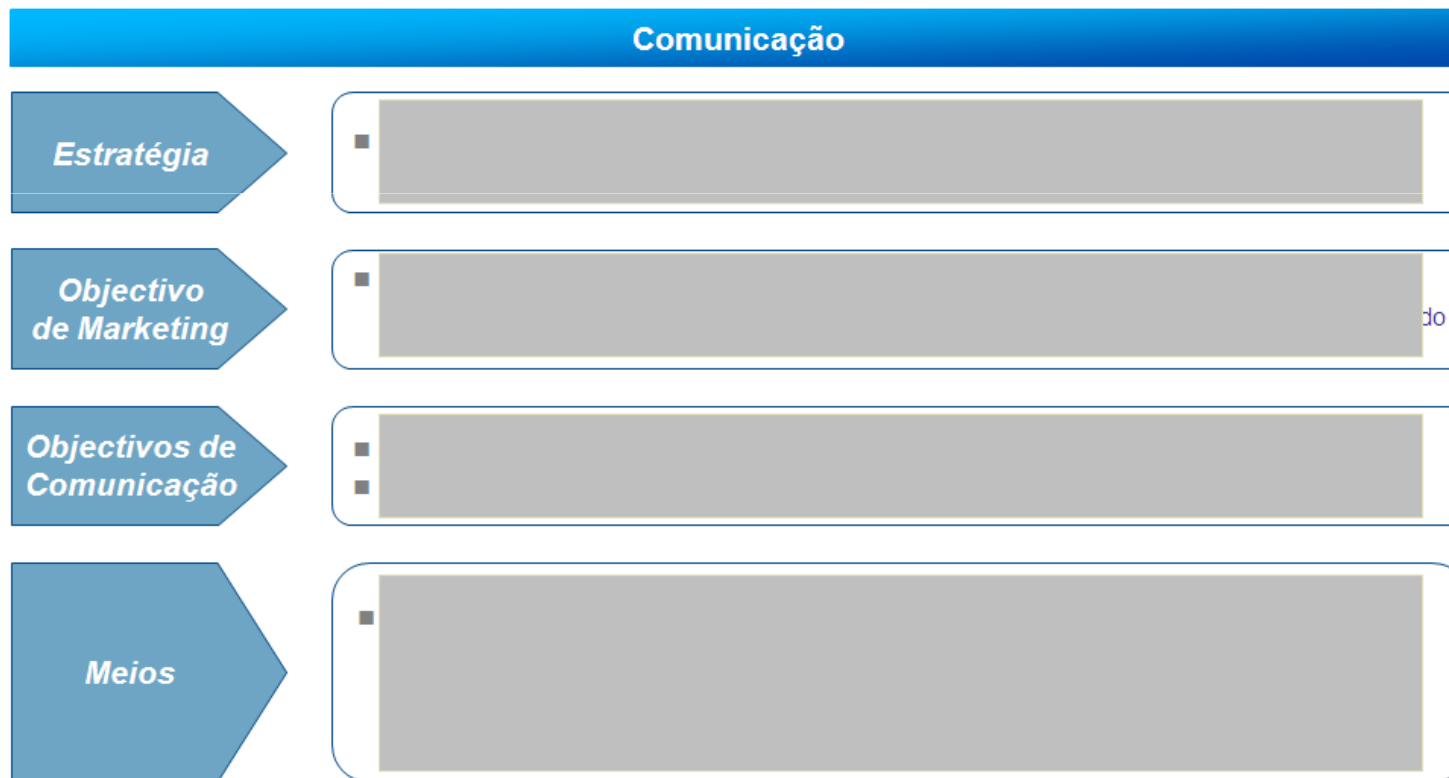 Comunicação
Estratégia
Objectivo
de Marketing
do
Objectivos de
Comunicação
Meios